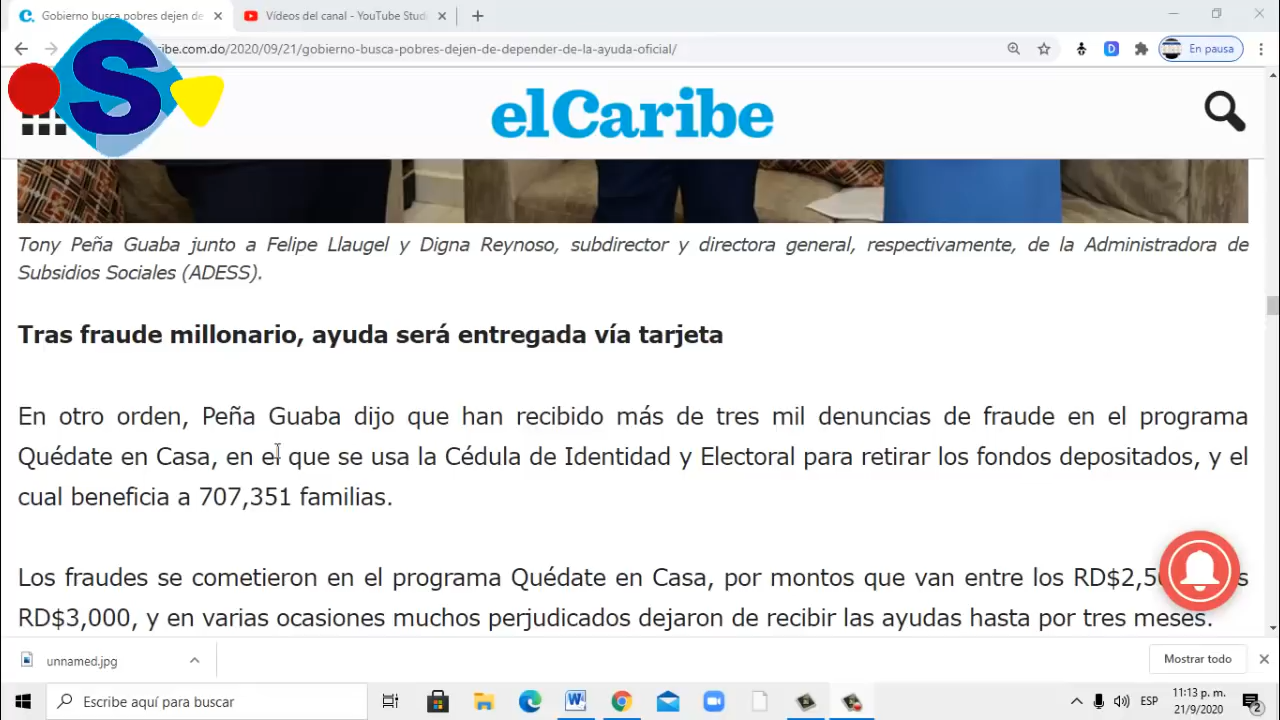 Gobierno busca pobres dejen de
Vídeos del canal - YouTube Studi
ibe.com.do/2020/09/21/gobierno-busca-pobres-dejen-de-depender-de-la-ayuda-oficial/
D
En pausa
S
elCaribe
Tony Peña Guaba junto a Felipe Llaugel y Digna Reynoso, subdirector y directora general, respectivamente, de la Administradora de
Subsidios Sociales (ADESS).
Tras fraude millonario, ayuda será entregada vía tarjeta
En otro orden, Peña Guaba dijo que han recibido más de tres mil denuncias de fraude en el programa
Quédate en Casa, en el que se usa la Cédula de Identidad y Electoral para retirar los fondos depositados, y el
cual beneficia a 707,351 familias.
Los fraudes se cometieron en el programa Quédate en Casa, por montos que van entre los
RD$3,000, y en varias ocasiones muchos perjudicados dejaron de recibir las ayudas hasta por tres meses.
unnamed.jpg
Mostrar todo
Escribe aquí para buscar
ESP
11:13 p. m.
21/9/2020
2